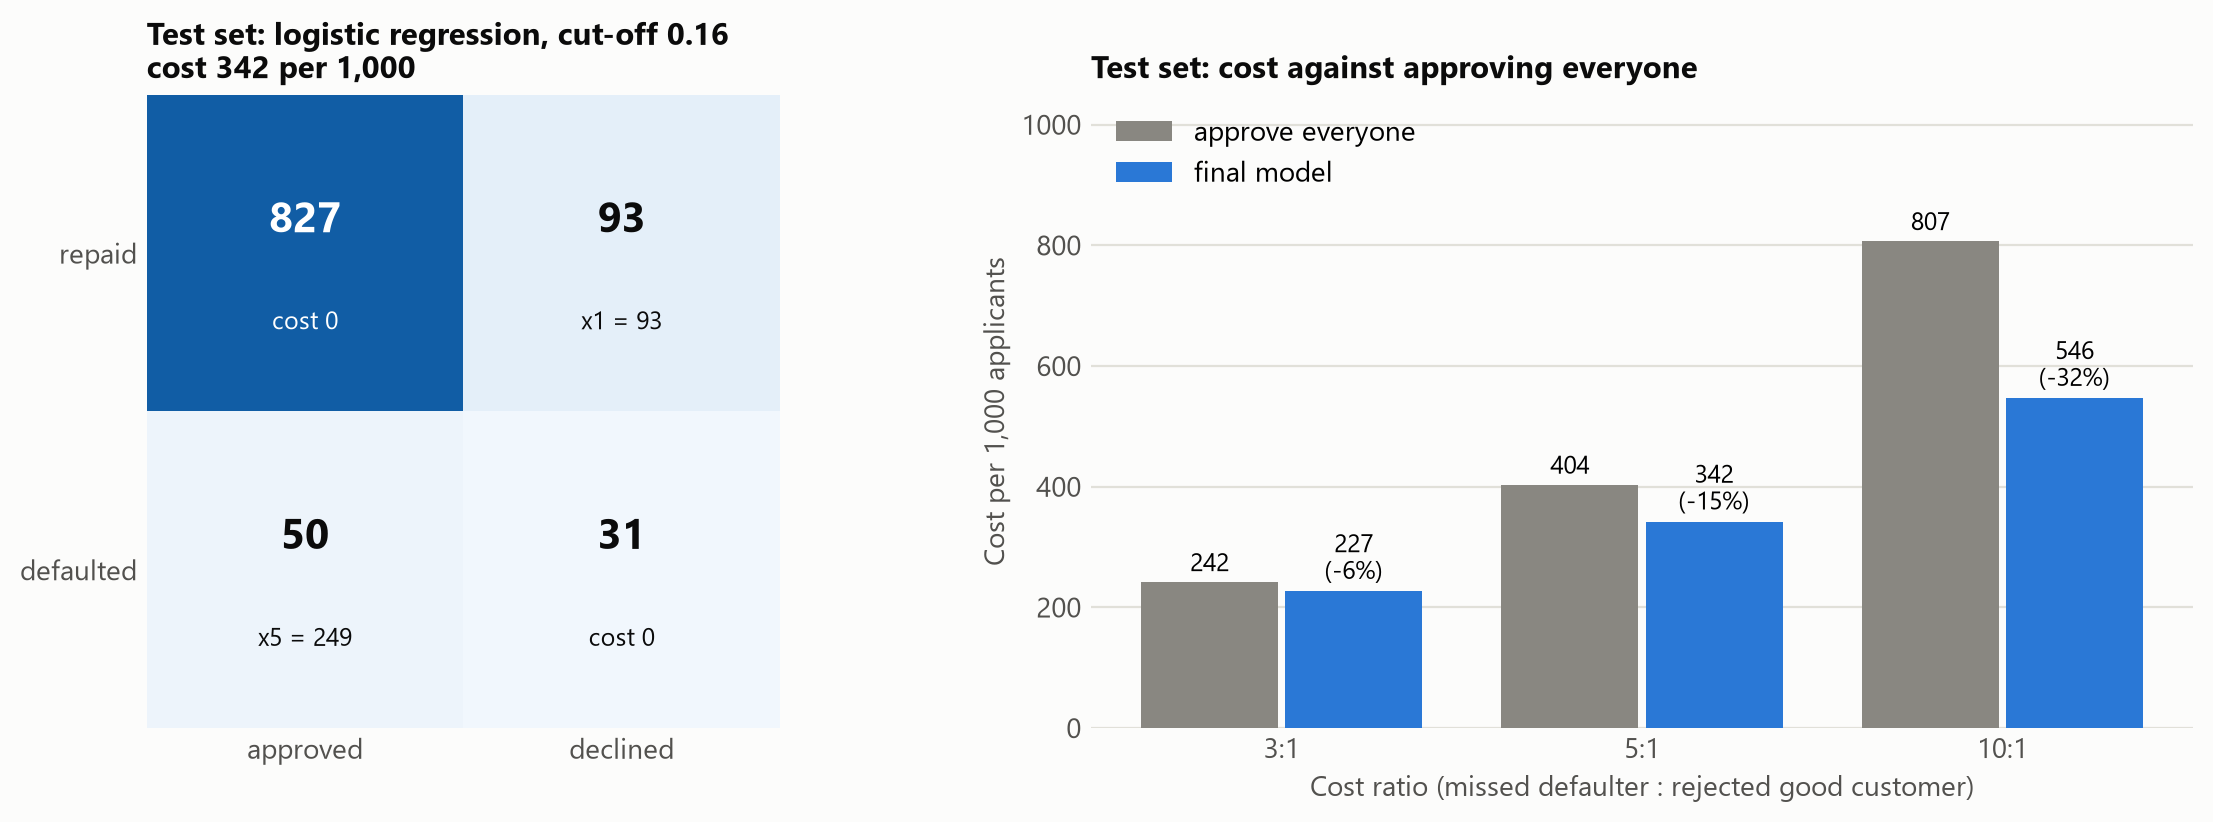 Test set: logistic regression, cut-off 0.16
cost 342 per 1,000
repaid
827
93
cost 0
x1 = 93
defaulted
50
31
x5 = 249
cost 0
approved
declined
Test set: cost against approving everyone
approve everyone
final model
Cost per 1,000 applicants
1000
800
600
400
200
0
242
227
(-6%)
404
342
(-15%)
807
546
(-32%)
3:1
5:1
10:1
Cost ratio (missed defaulter : rejected good customer)